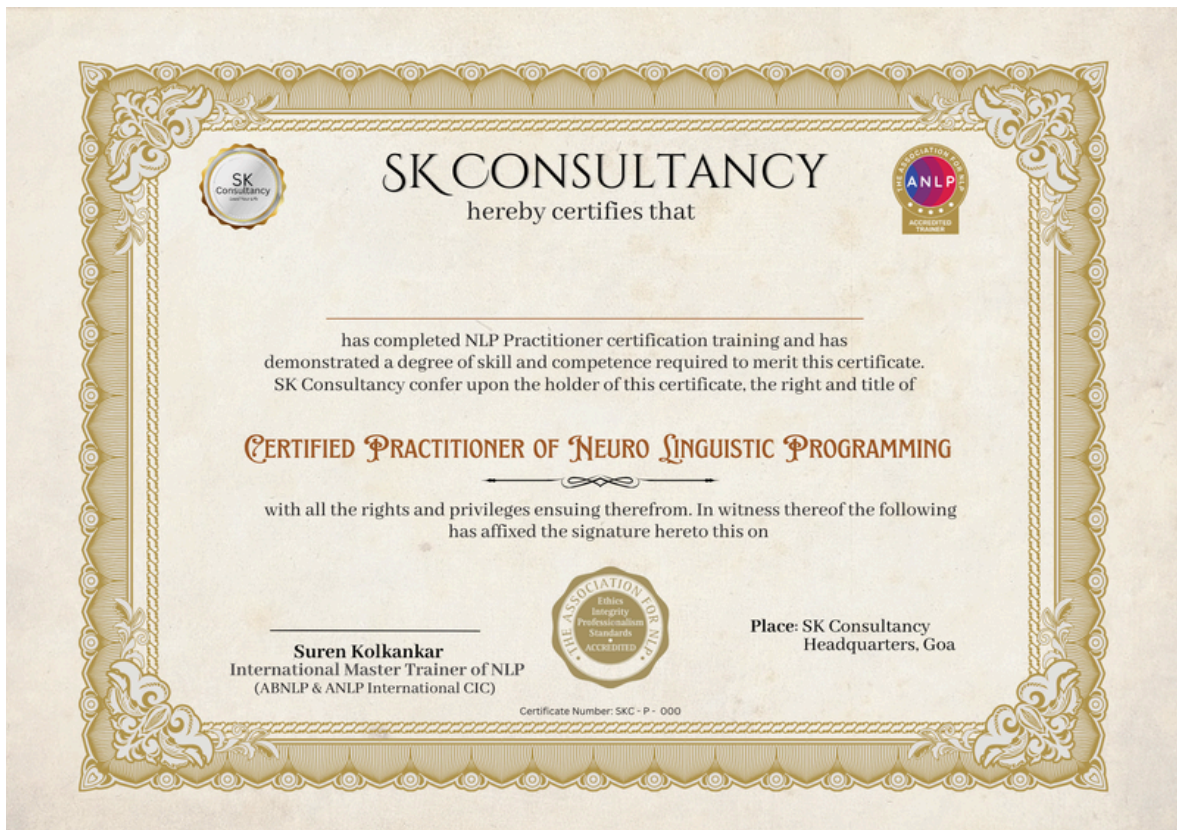 SK
Consultancy
SK CONSULTANCY
hereby certifies that
THE ASSOCIATION FOR NLP
ANLP
ACCREDITED
TRAINER
has completed NLP Practitioner certification training and has
demonstrated a degree of skill and competence required to merit this certificate.
SK Consultancy confer upon the holder of this certificate, the right and title of
CERTIFIED PRACTITIONER OF NEURO LINGUISTIC PROGRAMMING
with all the rights and privileges ensuing therefrom. In witness thereof the following
has affixed the signature hereto this on
Suren Kolkankar
International Master Trainer of NLP
(ABNLP & ANLP International CIC)
THE ASSOCIATION FOR NLP
Ethics
Integrity
Professionalism
Standards
ACCREDITED
Place: SK Consultancy
Headquarters, Goa
Certificate Number: SKC - P - 000